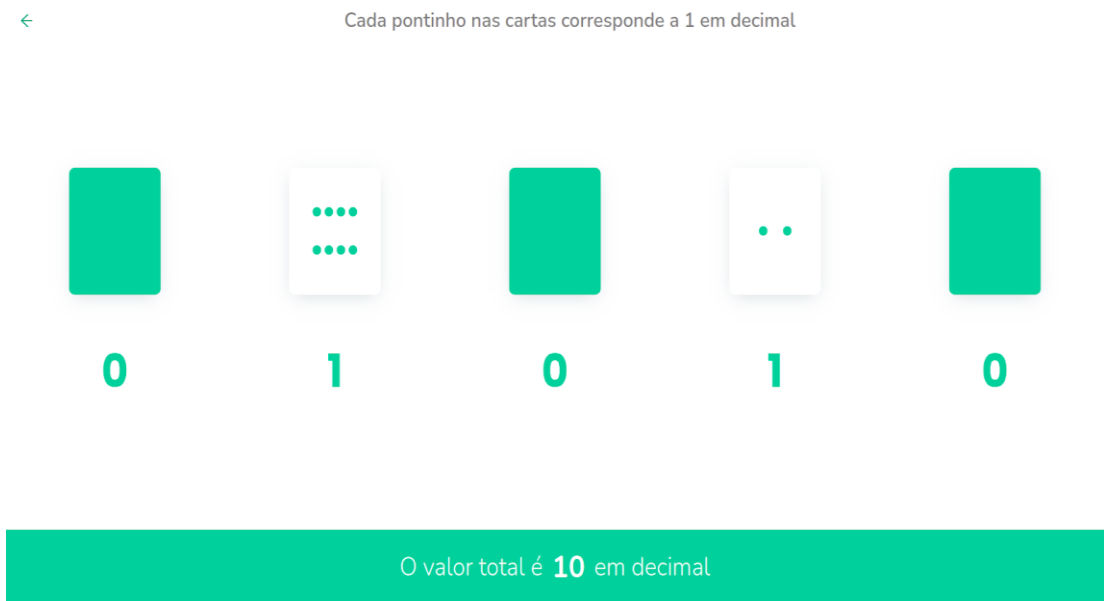 Cada pontinho nas cartas corresponde a 1 em decimal
0 1 0 1 0
O valor total é 10 em decimal